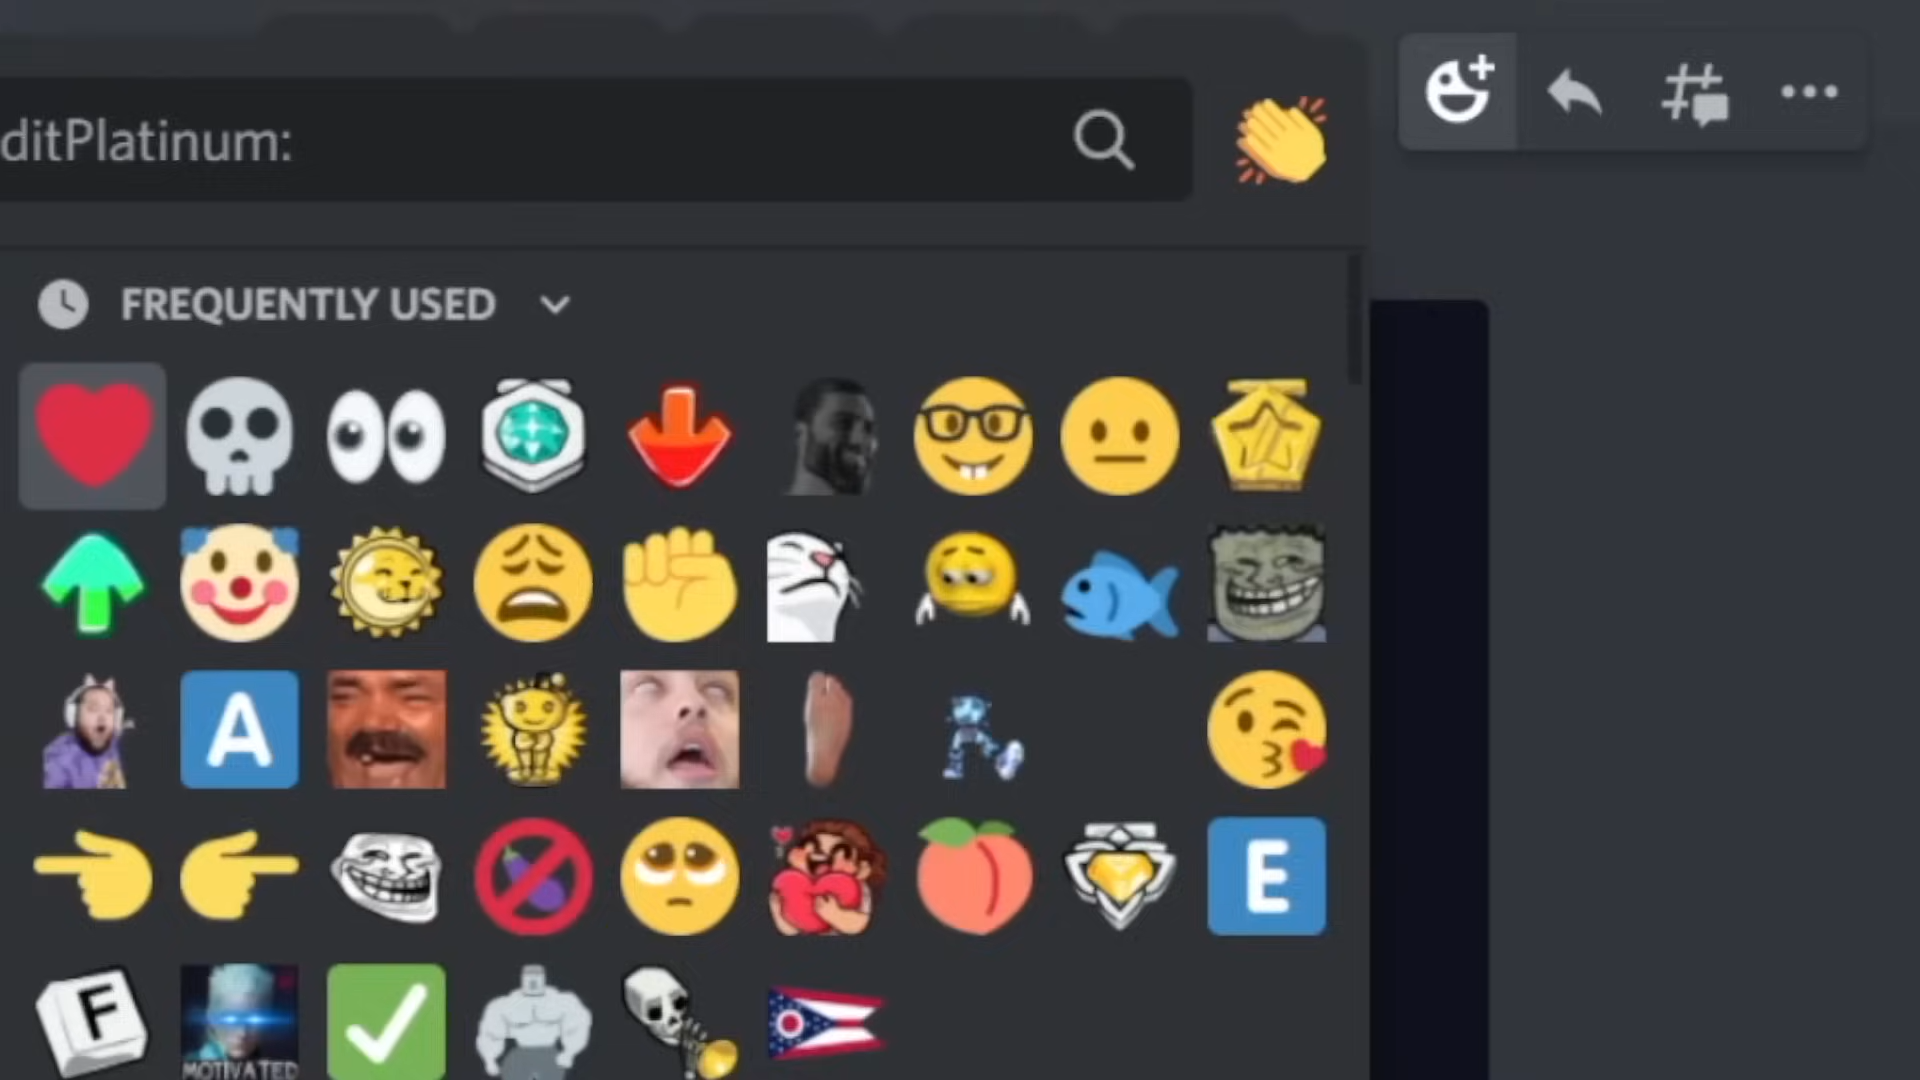 ditPlatinum:
FREQUENTLY USED
A
E
F
MOTIVATED